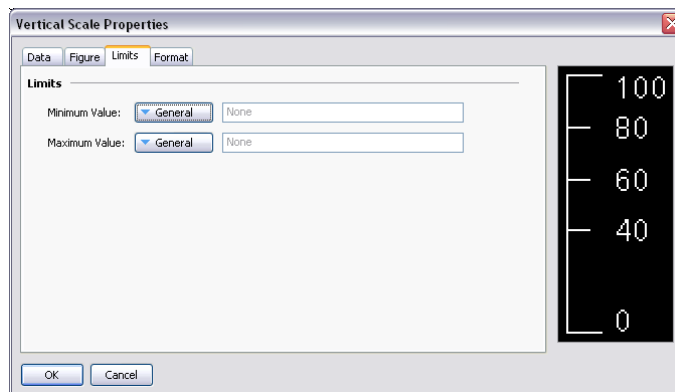 Vertical Scale Properties
Data Figure Limits Format
Limits
Minimum Value: General None
Maximum Value: General None
100
80
60
40
0
OK Cancel